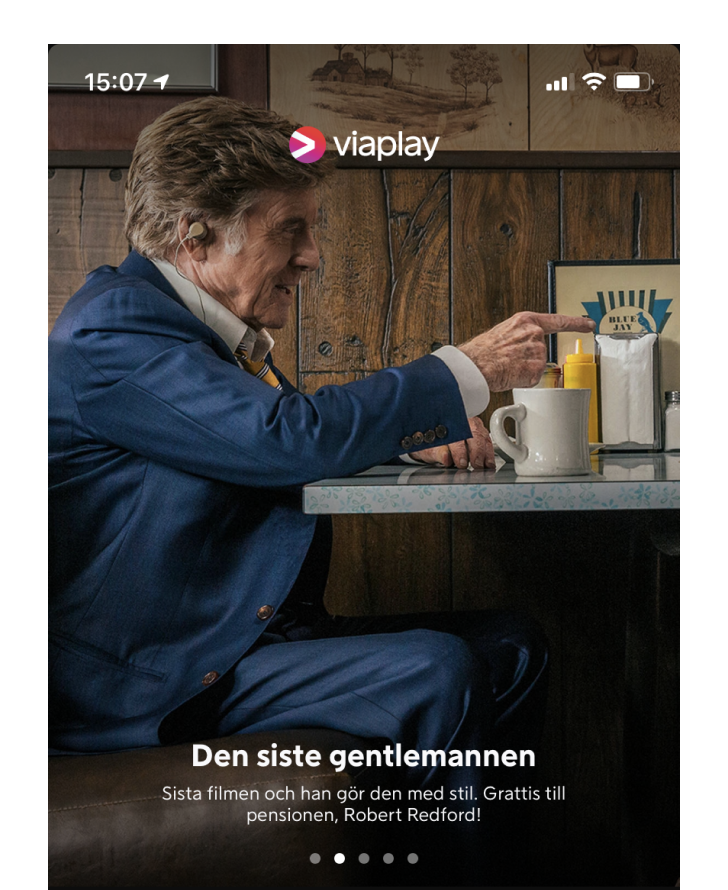 15:07
viaplay
BLUE
JAY
Den siste gentlemannen
Sista filmen och han gör den med stil. Grattis till
pensionen, Robert Redford!